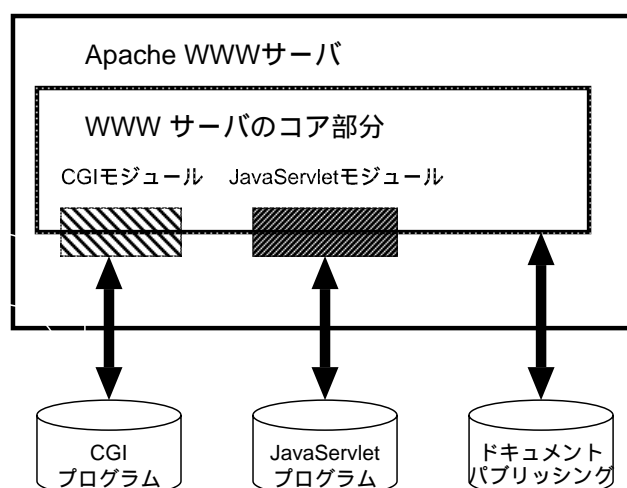 Apache WWWサーバ
WWW サーバのコア部分
CGIモジュール JavaServletモジュール
CGI
プログラム
JavaServlet
プログラム
ドキュメント
パブリッシング